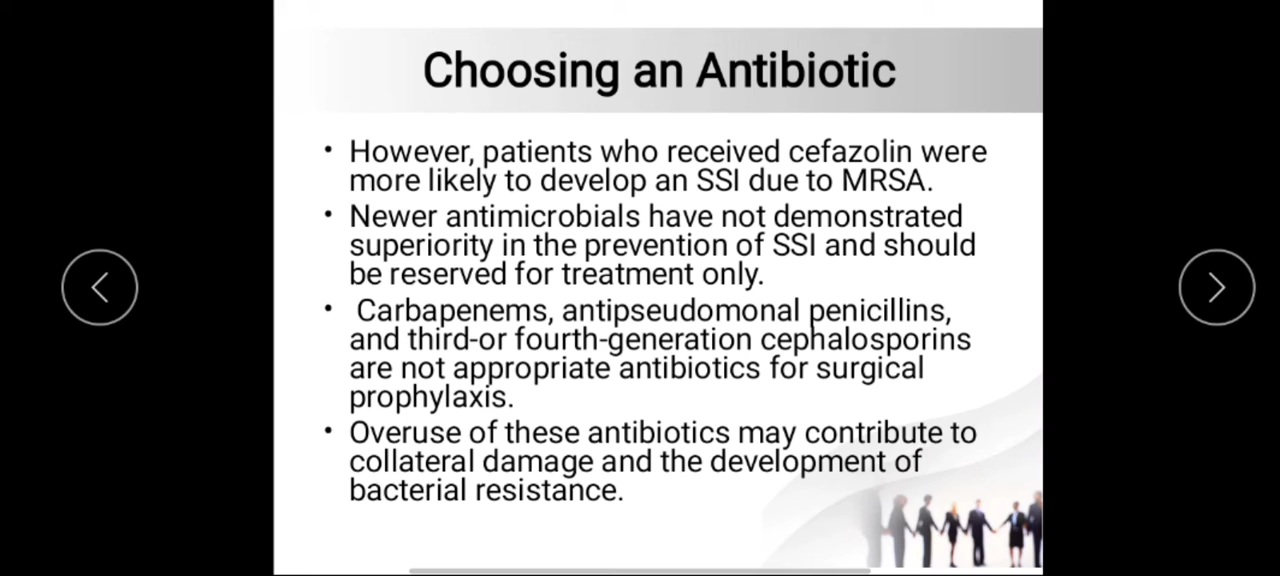 Choosing an Antibiotic
• However, patients who received cefazolin were
more likely to develop an SSI due to MRSA.
• Newer antimicrobials have not demonstrated
superiority in the prevention of SSI and should
be reserved for treatment only.
• Carbapenems, antipseudomonal penicillins,
and third-or fourth-generation cephalosporins
are not appropriate antibiotics for surgical
prophylaxis.
• Overuse of these antibiotics may contribute to
collateral damage and the development of
bacterial resistance.